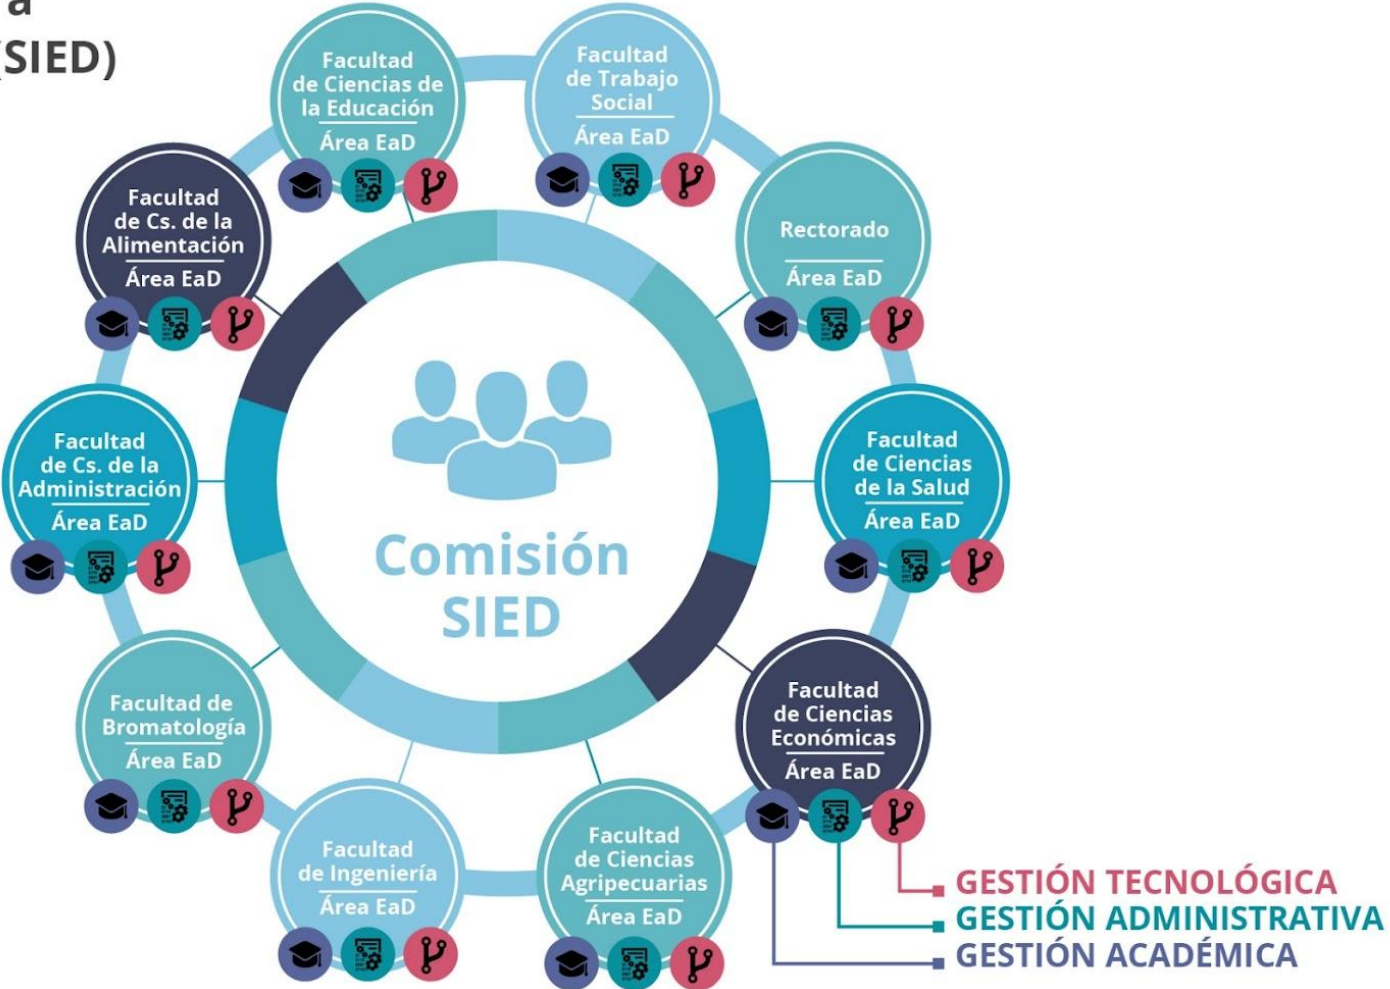 a
(SIED)
Facultad
de Ciencias de
la Educación
Área EaD
Facultad
de Trabajo
Social
Área EaD
Facultad
de Cs. de la
Alimentación
Área EaD
Rectorado
Área EaD
Facultad
de Cs. de la
Administración
Área EaD
Comisión
SIED
Facultad
de Ciencias
de la Salud
Área EaD
Facultad de
Bromatología
Área EaD
Facultad
de Ciencias
Económicas
Área EaD
Facultad
de Ingeniería
Área EaD
Facultad
de Ciencias
Agripecuarias
Área EaD
GESTIÓN TECNOLÓGICA
GESTIÓN ADMINISTRATIVA
GESTIÓN ACADÉMICA